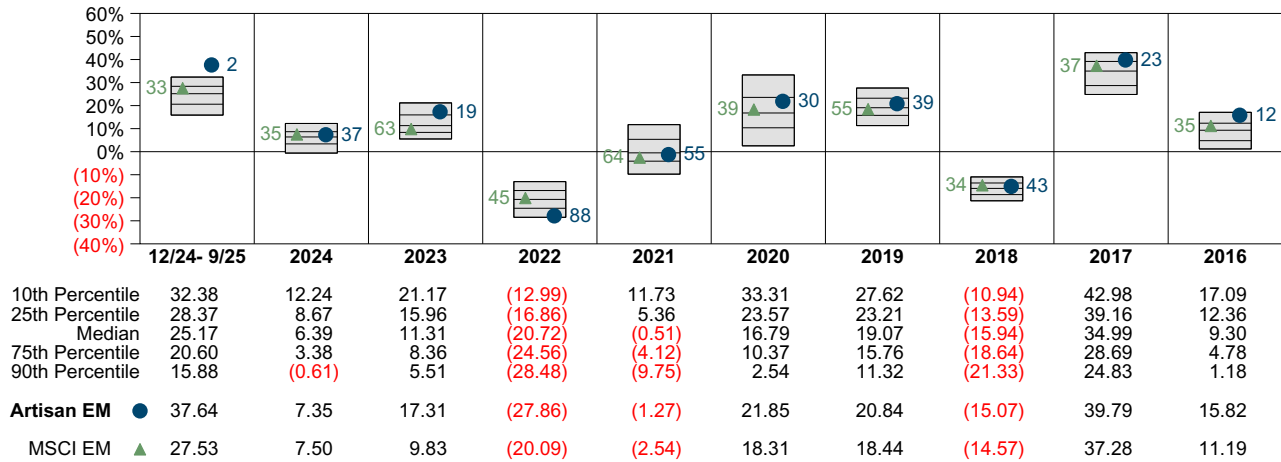 60%
50%
40%
30%
20%
10%
0%
(10%)
(20%)
(30%)
(40%)
33 2
35 37
63 19
45 88
64 55
39 30
55 39
34 43
37 23
35 12
12/24- 9/25 2024 2023 2022 2021 2020 2019 2018 2017 2016
10th Percentile 32.38 12.24 21.17 (12.99) 11.73 33.31 27.62 (10.94) 42.98 17.09
25th Percentile 28.37 8.67 15.96 (16.86) 5.36 23.57 23.21 (13.59) 39.16 12.36
Median 25.17 6.39 11.31 (20.72) (0.51) 16.79 19.07 (15.94) 34.99 9.30
75th Percentile 20.60 3.38 8.36 (24.56) (4.12) 10.37 15.76 (18.64) 28.69 4.78
90th Percentile 15.88 (0.61) 5.51 (28.48) (9.75) 2.54 11.32 (21.33) 24.83 1.18
Artisan EM 37.64 7.35 17.31 (27.86) (1.27) 21.85 20.84 (15.07) 39.79 15.82
MSCI EM 27.53 7.50 9.83 (20.09) (2.54) 18.31 18.44 (14.57) 37.28 11.19